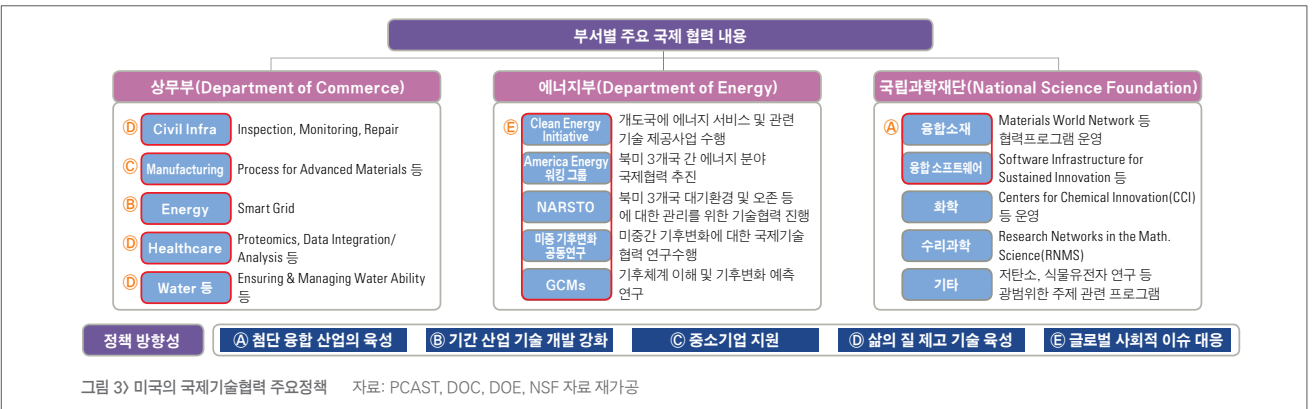 부서별 주요 국제 협력 내용
상무부(Department of Commerce)
Ⓓ Civil Infra Inspection, Monitoring, Repair
Ⓒ Manufacturing Process for Advanced Materials 등
Ⓑ Energy Smart Grid
Ⓓ Healthcare Proteomics, Data Integration/
Analysis 등
Ⓓ Water 등 Ensuring & Managing Water Ability
등
에너지부(Department of Energy)
Ⓔ Clean Energy
Initiative
개도국에 에너지 서비스 및 관련
기술 제공사업 수행
America Energy
워킹 그룹
북미 3개국 간 에너지 분야
국제협력 추진
NARSTO
북미 3개국 대기환경 및 오존 등
에 대한 관리를 위한 기술협력 진행
미중 기후변화
공동연구
미중간 기후변화에 대한 국제기술
협력 연구수행
GCMs
기후체계 이해 및 기후변화 예측
연구
국립과학재단(National Science Foundation)
Ⓐ 융합소재
Materials World Network 등
협력프로그램 운영
융합 소프트웨어
Software Infrastructure for
Sustained Innovation 등
화학
Centers for Chemical Innovation(CCI)
등 운영
수리과학
Research Networks in the Math.
Science(RNMS)
기타
저탄소, 식물유전자 연구 등
광범위한 주제 관련 프로그램
정책 방향성
Ⓐ 첨단 융합 산업의 육성
Ⓑ 기간 산업 기술 개발 강화
Ⓒ 중소기업 지원
Ⓓ 삶의 질 제고 기술 육성
Ⓔ 글로벌 사회적 이슈 대응
그림 3〉 미국의 국제기술협력 주요정책 자료: PCAST, DOC, DOE, NSF 자료 재가공